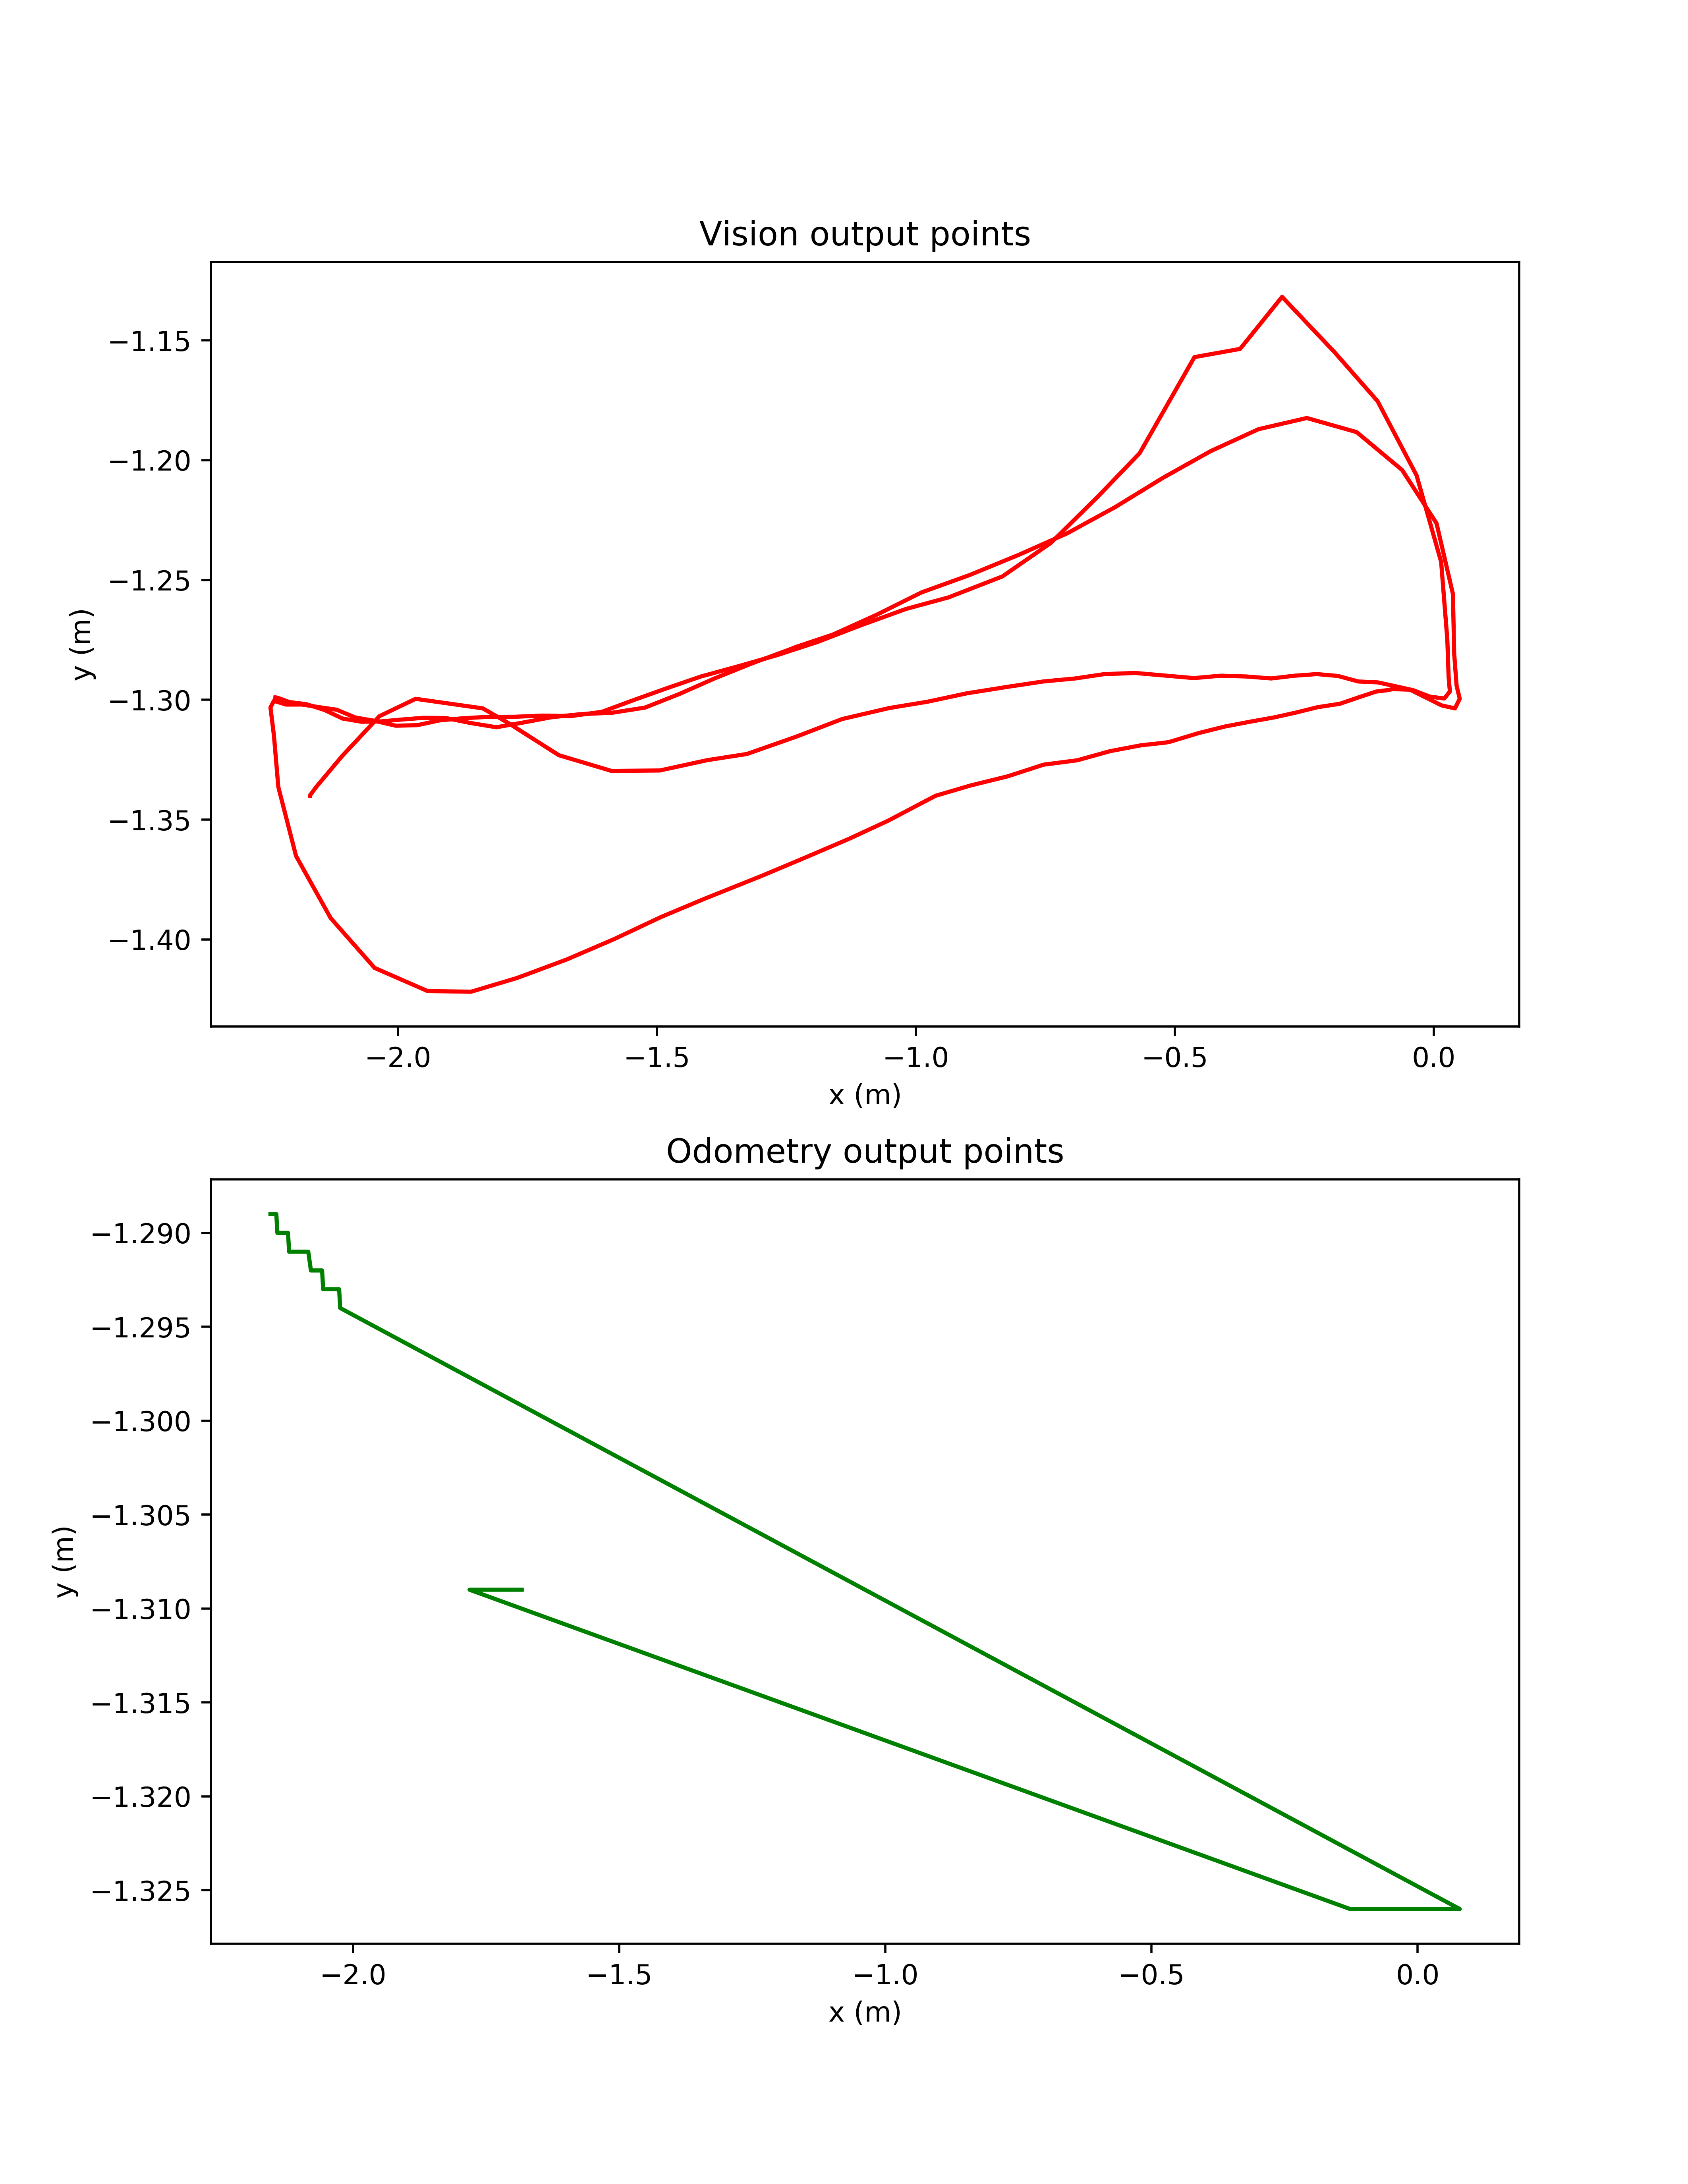 Vision output points
−1.15
−1.20
−1.25
−1.30
−1.35
−1.40
y (m)
−2.0 −1.5 −1.0 −0.5 0.0
x (m)
Odometry output points
−1.290
−1.295
−1.300
−1.305
−1.310
−1.315
−1.320
−1.325
y (m)
−2.0 −1.5 −1.0 −0.5 0.0
x (m)